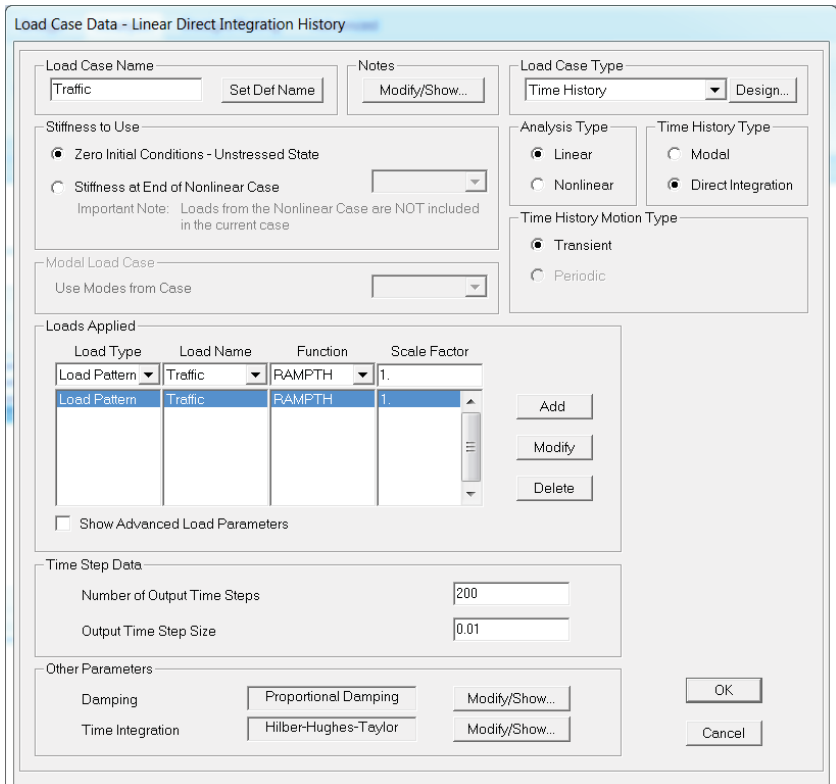 Load Case Data - Linear Direct Integration History
Load Case Name
Traffic
Set Def Name
Notes
Modify/Show...
Load Case Type
Time History
Design...
Stiffness to Use
Zero Initial Conditions - Unstressed State
Stiffness at End of Nonlinear Case
Important Note: Loads from the Nonlinear Case are NOT included
in the current case
Analysis Type
Linear
Nonlinear
Time History Type
Modal
Direct Integration
Time History Motion Type
Transient
Periodic
Modal Load Case
Use Modes from Case
Loads Applied
Load Type Load Name Function Scale Factor
Load Pattern Traffic RAMPTH 1.
Load Pattern Traffic RAMPTH 1.
Add
Modify
Delete
Show Advanced Load Parameters
Time Step Data
Number of Output Time Steps 200
Output Time Step Size 0.01
Other Parameters
Damping Proportional Damping Modify/Show...
Time Integration Hilber-Hughes-Taylor Modify/Show...
OK
Cancel